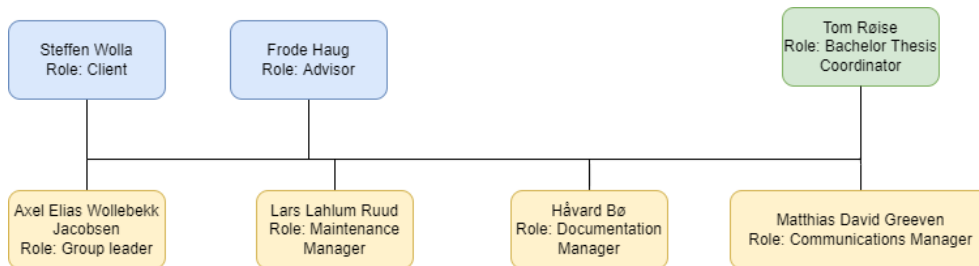 Steffen Wolla
Role: Client
Frode Haug
Role: Advisor
Tom Røise
Role: Bachelor Thesis
Coordinator
Axel Elias Wollebekk
Jacobsen
Role: Group leader
Lars Lahlum Ruud
Role: Maintenance
Manager
Håvard Bø
Role: Documentation
Manager
Matthias David Greeven
Role: Communications Manager